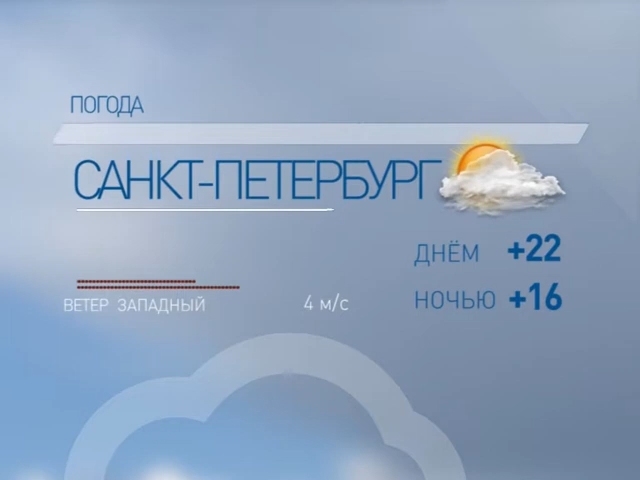 ПОГОДА
САНКТ-ПЕТЕРБУРГ
ДНЁМ +22
ВЕТЕР ЗАПАДНЫЙ 4 м/с
НОЧЬЮ +16